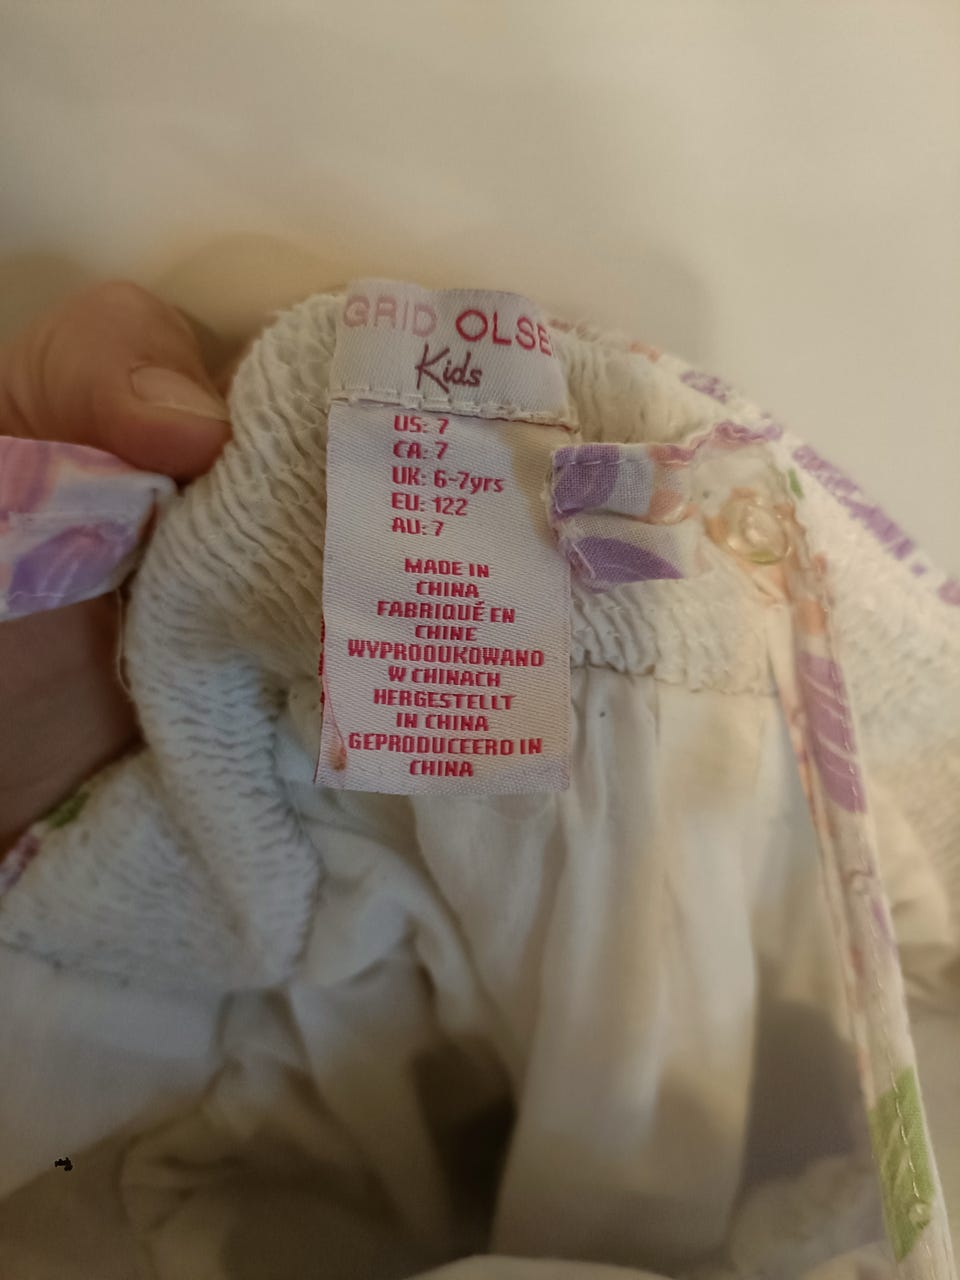 GRID OLSE
Kids
US: 7
CA: 7
UK: 6-7yrs
EU: 122
AU: 7
MADE IN
CHINA
FABRIQUÉ EN
CHINE
WYPRODUKOWANO
W CHINACH
HERGESTELLT
IN CHINA
GEPRODUCEERD IN
CHINA